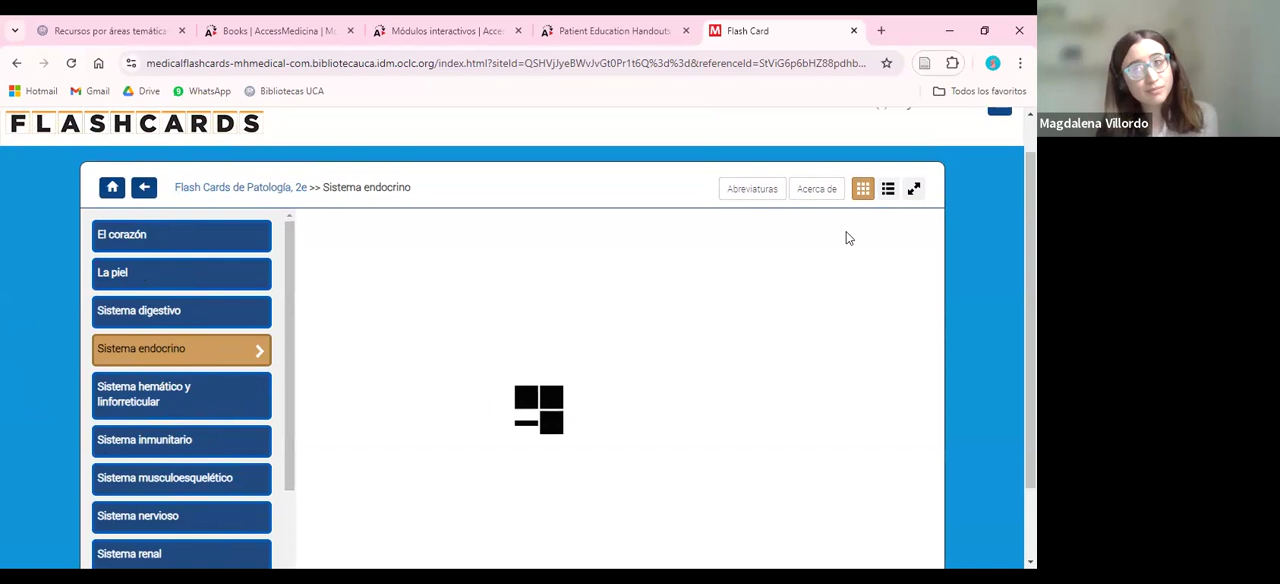 Recursos por áreas temátic
Books | AccessMedicina | M
Módulos interactivos | Acce
Patient Education Handouts
M
Flash Card
medicalflashcards-mhmedical-com.bibliotecauca.idm.oclc.org/index.html?siteId=QSHVjJyeBWvJvGt0Pr1t6Q%3d%3d&referenceId=StViG6p6bHZ88pdhb...
Hotmail
Gmail
Drive
WhatsApp
Bibliotecas UCA
Todos los favoritos
Magdalena Villordo
FLASHCARDS
Flash Cards de Patología, 2e >> Sistema endocrino
Abreviaturas
Acerca de
El corazón
La piel
Sistema digestivo
Sistema endocrino
Sistema hemático y
linforreticular
Sistema inmunitario
Sistema musculoesquelético
Sistema nervioso
Sistema renal